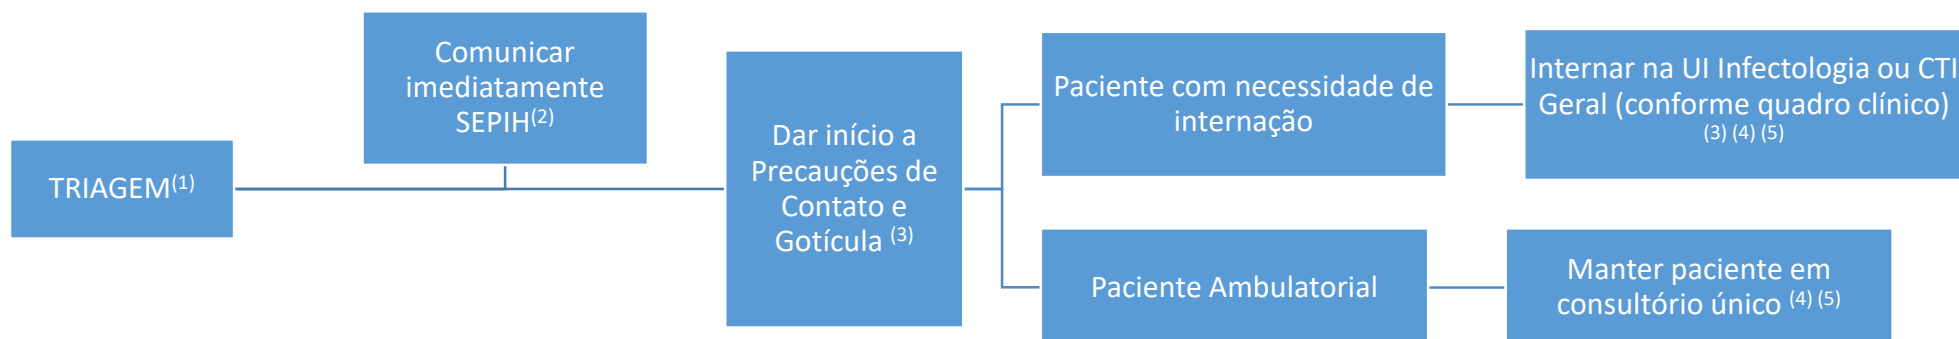 TRIAGEM(1)
Comunicar
imediatamente
SEPIH(2)
Dar início a
Precauções de
Contato e
Gotícula (3)
Paciente com necessidade de
internação
Internar na UI Infectologia ou CTI
Geral (conforme quadro clínico)
(3) (4) (5)
Paciente Ambulatorial
Manter paciente em
consultório único (4) (5)